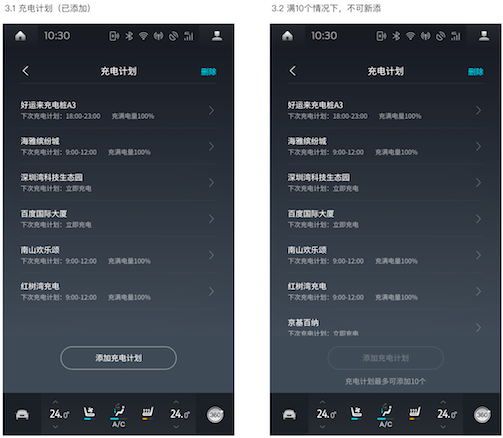 3.1 充电计划（已添加）
10:30
充电计划
删除
好运来充电桩A3
下次充电计划：18:00-23:00 充满电量100%
海雅缤纷城
下次充电计划：9:00-12:00 充满电量100%
深圳湾科技生态园
下次充电计划：立即充电
百度国际大厦
下次充电计划：立即充电
南山欢乐颂
下次充电计划：9:00-12:00 充满电量100%
红树湾充电
下次充电计划：9:00-12:00 充满电量100%
添加充电计划
24.0°
A/C
24.0°
360°
3.2 满10个情况下，不可新添
10:30
充电计划
删除
好运来充电桩A3
下次充电计划：18:00-23:00 充满电量100%
海雅缤纷城
下次充电计划：9:00-12:00 充满电量100%
深圳湾科技生态园
下次充电计划：立即充电
百度国际大厦
下次充电计划：立即充电
南山欢乐颂
下次充电计划：9:00-12:00 充满电量100%
红树湾充电
下次充电计划：9:00-12:00 充满电量100%
京基百纳
下次充电计划：立即充电
添加充电计划
充电计划最多可添加10个
24.0°
A/C
24.0°
360°